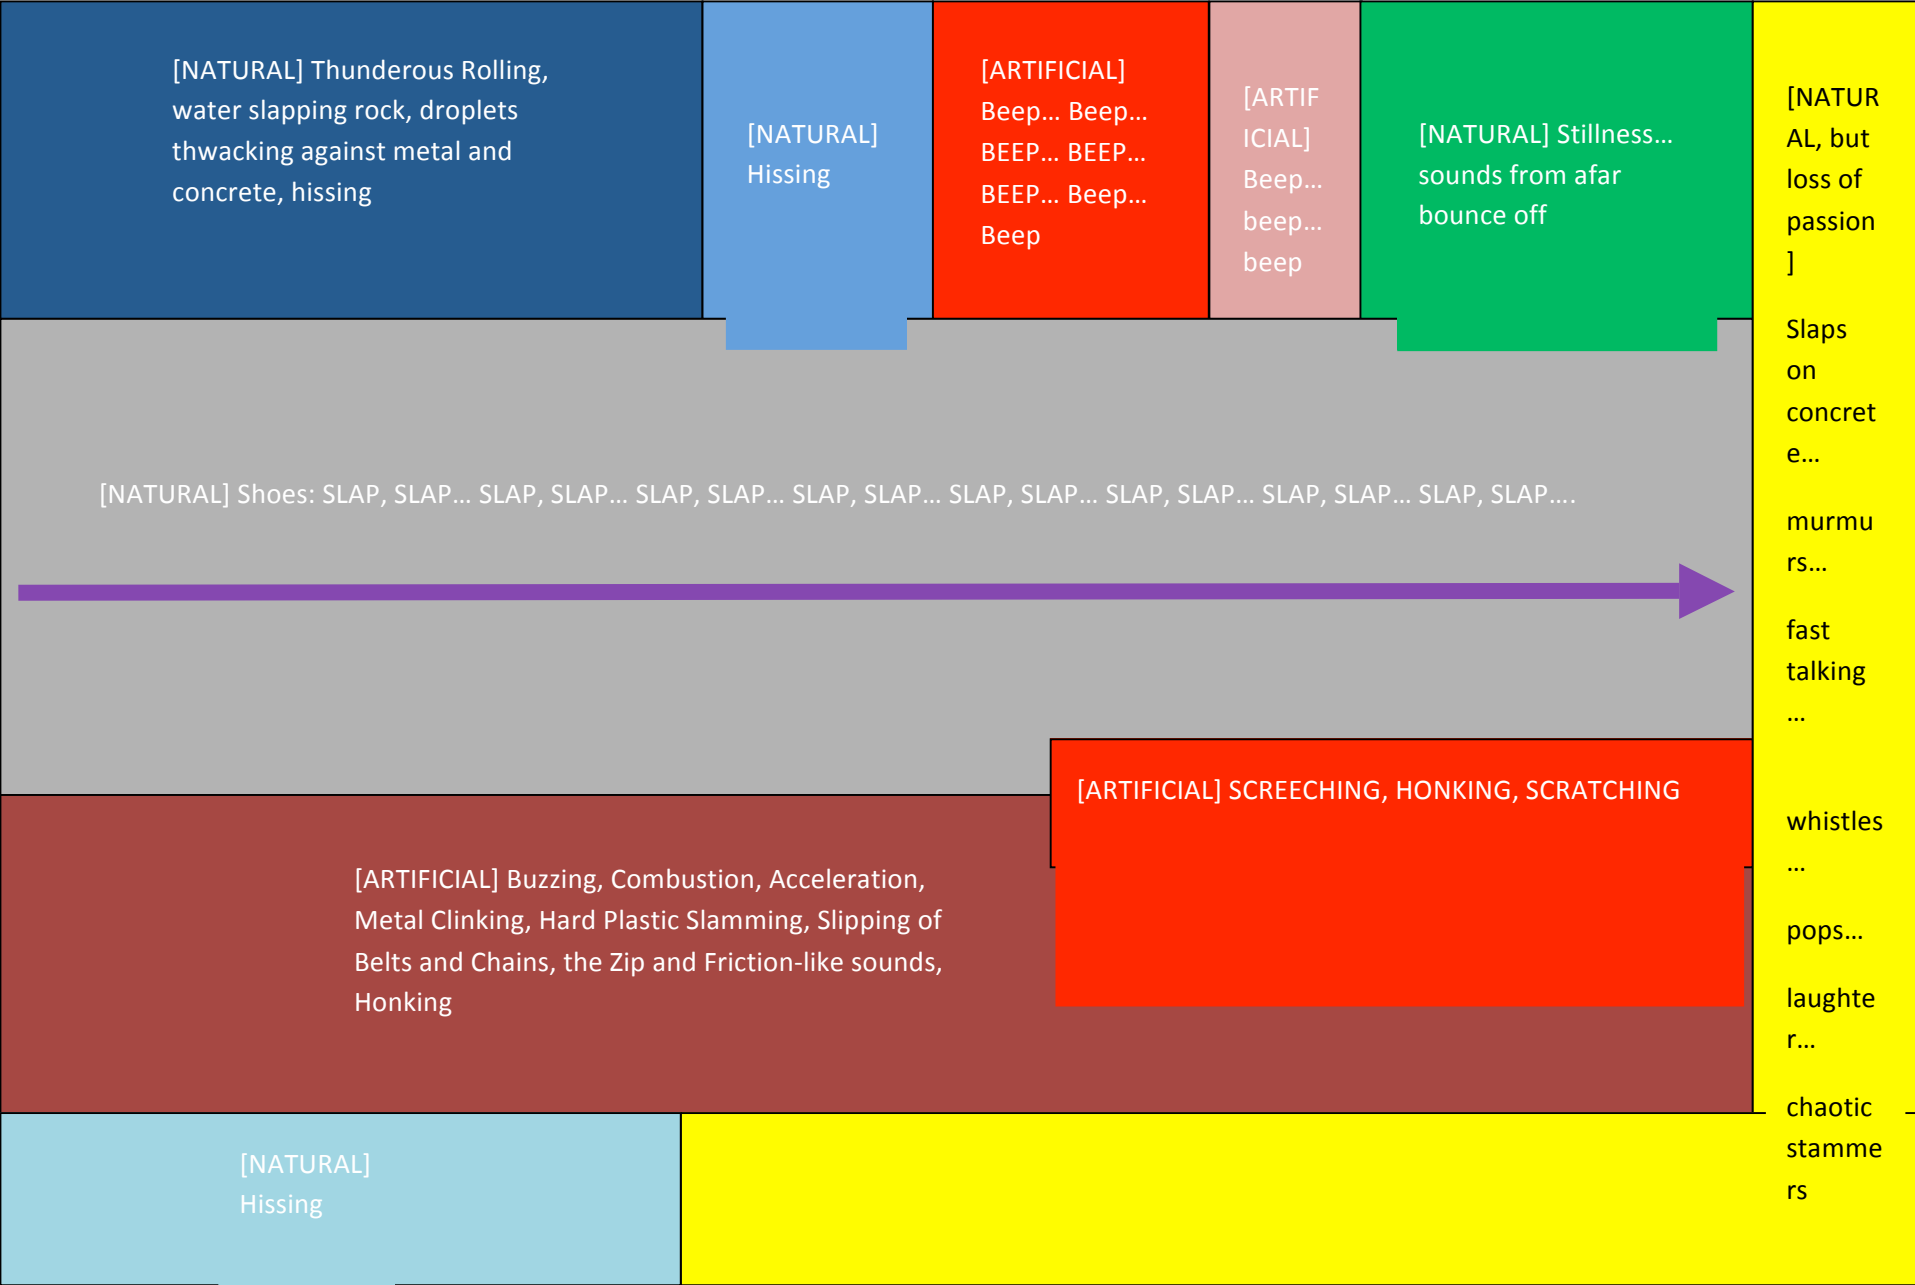 [NATURAL] Thunderous Rolling,
water slapping rock, droplets
thwacking against metal and
concrete, hissing
[NATURAL]
Hissing
[ARTIFICIAL]
Beep… Beep…
BEEP… BEEP…
BEEP… Beep…
Beep
[ARTIF
ICIAL]
Beep…
beep…
beep
[NATURAL] Stillness…
sounds from afar
bounce off
[NATUR
AL, but
loss of
passion
]
Slaps
on
concret
e…
murmu
rs…
fast
talking
…
whistles
…
pops…
laughte
r…
chaotic
stamme
rs
[NATURAL] Shoes: SLAP, SLAP… SLAP, SLAP… SLAP, SLAP… SLAP, SLAP… SLAP, SLAP… SLAP, SLAP… SLAP, SLAP… SLAP, SLAP….
[ARTIFICIAL] SCREECHING, HONKING, SCRATCHING
[ARTIFICIAL] Buzzing, Combustion, Acceleration,
Metal Clinking, Hard Plastic Slamming, Slipping of
Belts and Chains, the Zip and Friction-like sounds,
Honking
[NATURAL]
Hissing